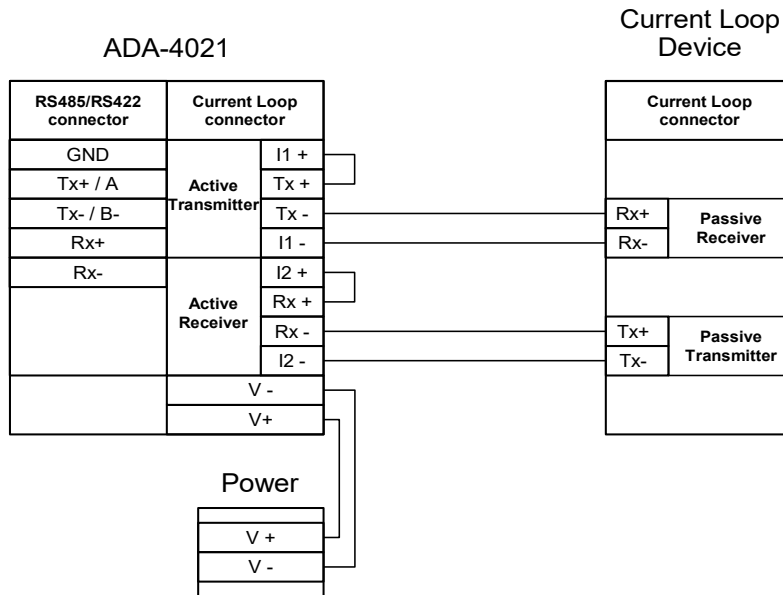 ADA-4021
Current Loop
Device
RS485/RS422
connector
Current Loop
connector
GND
Tx+ / A
Tx- / B-
Rx+
Rx-
Active
Transmitter
I1 +
Tx +
Tx -
I1 -
Active
Receiver
I2 +
Rx +
Rx -
I2 -
V -
V+
Current Loop
connector
Rx+
Rx-
Passive
Receiver
Tx+
Tx-
Passive
Transmitter
Power
V +
V -